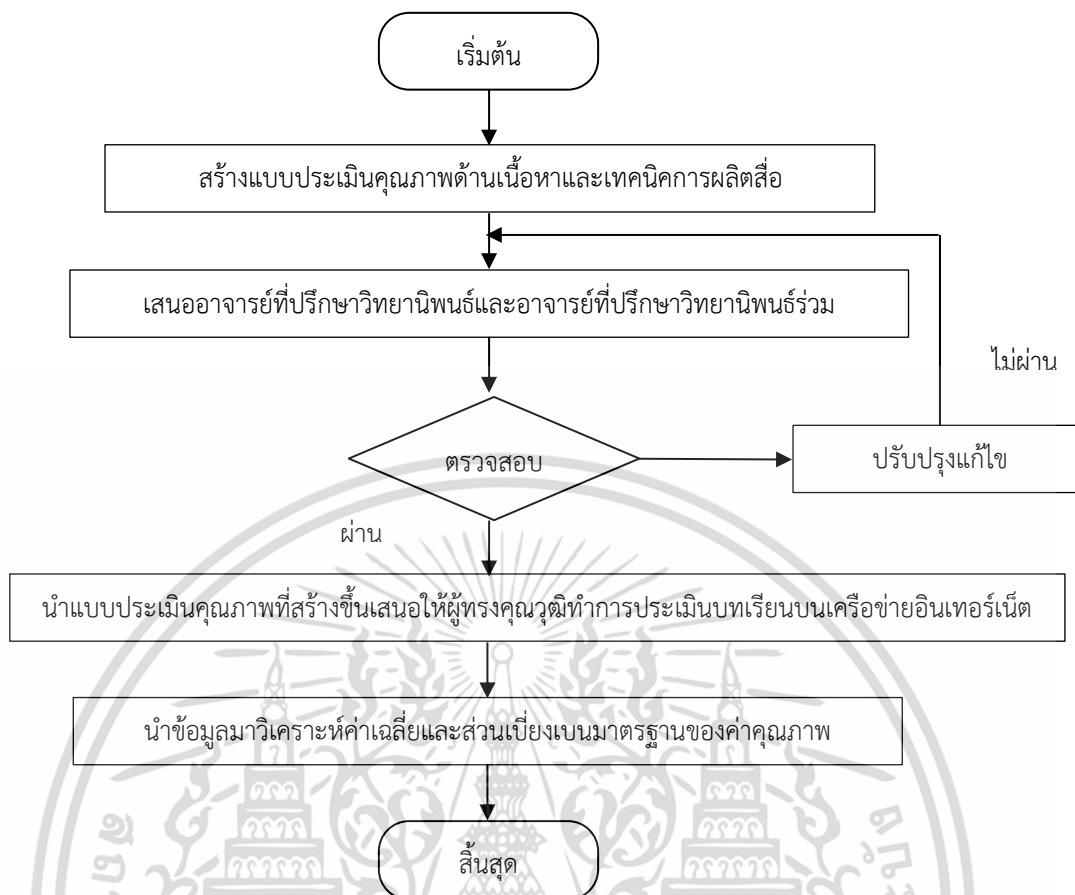 เริ่มต้น
สร้างแบบประเมินคุณภาพด้านเนื้อหาและเทคนิคการผลิตสื่อ
เสนออาจารย์ที่ปรึกษาวิทยานิพนธ์และอาจารย์ที่ปรึกษาวิทยานิพนธ์ร่วม
ไม่ผ่าน
ตรวจสอบ
ปรับปรุงแก้ไข
ผ่าน
นำแบบประเมินคุณภาพที่สร้างขึ้นเสนอให้ผู้ทรงคุณวุฒิทำการประเมินบทเรียนบนเครือข่ายอินเทอร์เน็ต
นำข้อมูลมาวิเคราะห์ค่าเฉลี่ยและส่วนเบี่ยงเบนมาตรฐานของค่าคุณภาพ
สิ้นสุด